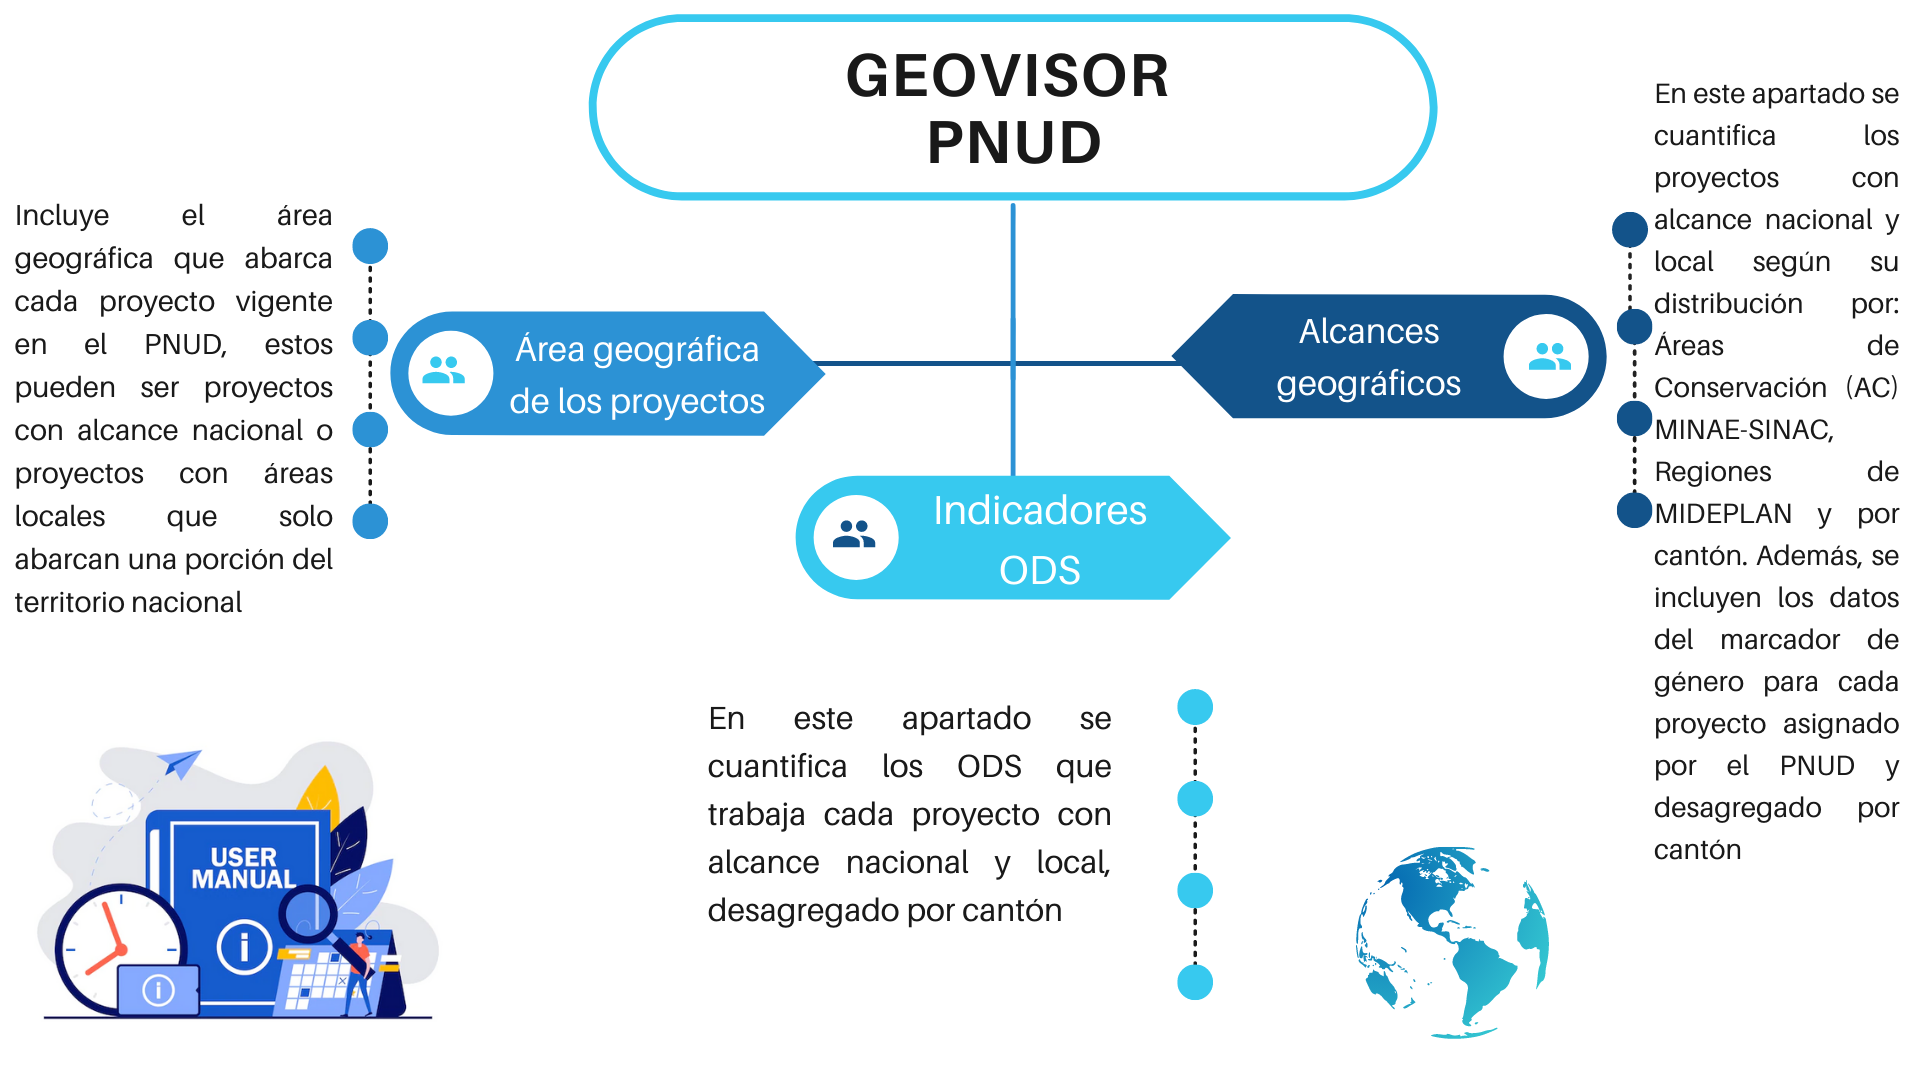 GEOVISOR
PNUD
Incluye el área
geográfica que abarca
cada proyecto vigente
en el PNUD, estos
pueden ser proyectos
con alcance nacional o
proyectos con áreas
locales que solo
abarcan una porción del
territorio nacional
Área geográfica
de los proyectos
Alcances
geográficos
En este apartado se
cuantifica los
proyectos con
alcance nacional y
local según su
distribución por:
Áreas de
Conservación (AC)
MINAE-SINAC,
Regiones de
MIDEPLAN y por
cantón. Además, se
incluyen los datos
del marcador de
género para cada
proyecto asignado
por el PNUD y
desagregado por
cantón
Indicadores
ODS
En este apartado se
cuantifica los ODS que
trabaja cada proyecto con
alcance nacional y local,
desagregado por cantón
USER
MANUAL
i
i